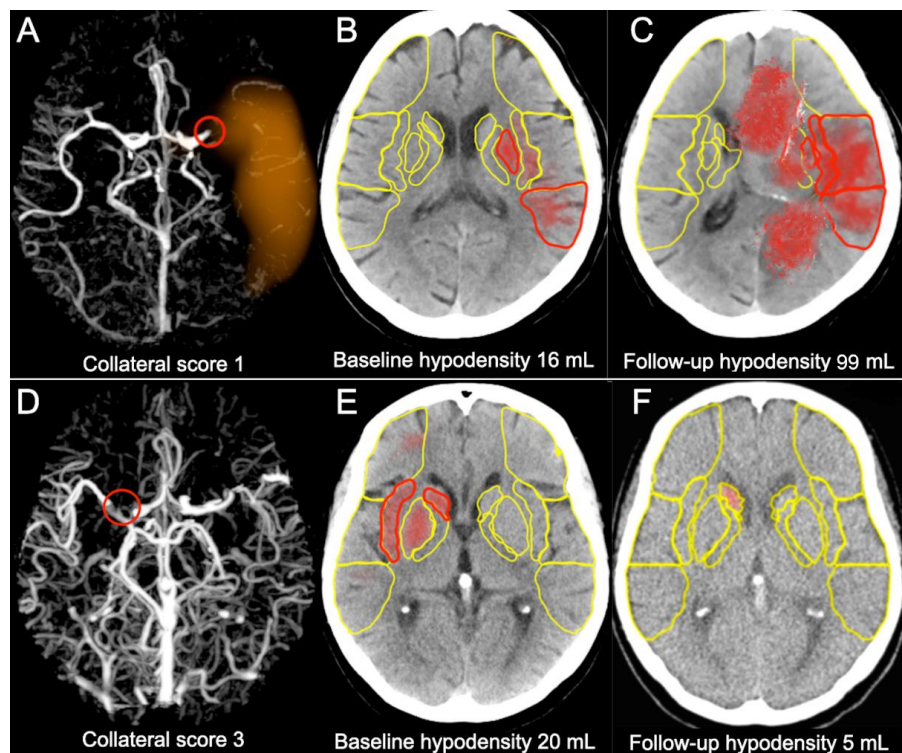 A
B
C
Collateral score 1
Baseline hypodensity 16 mL
Follow-up hypodensity 99 mL
D
E
F
Collateral score 3
Baseline hypodensity 20 mL
Follow-up hypodensity 5 mL